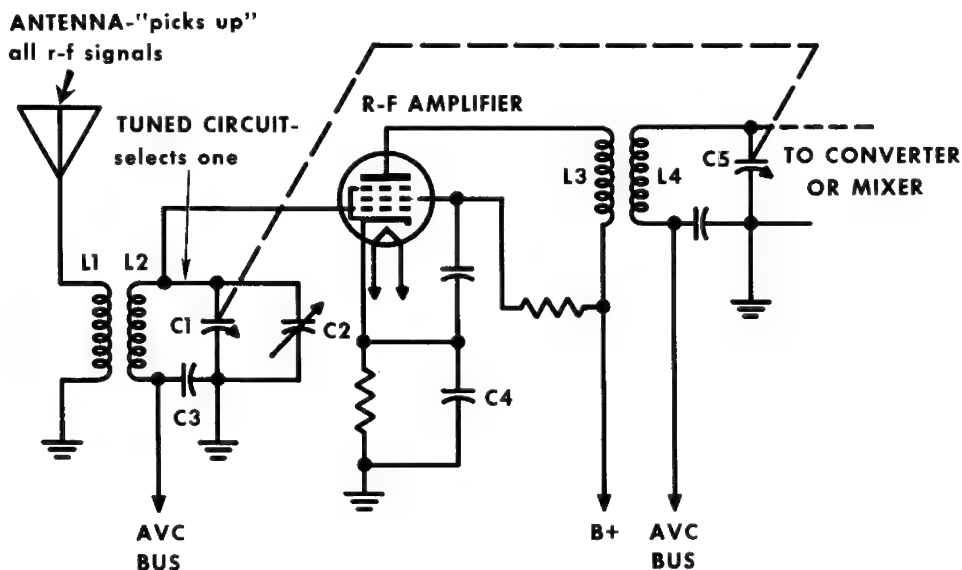 ANTENNA-"picks up"
all r-f signals
R-F AMPLIFIER
TUNED CIRCUIT-
selects one
L1
L2
C1
C2
C3
C4
L3
L4
C5
TO CONVERTER
OR MIXER
AVC
BUS
B+
AVC
BUS